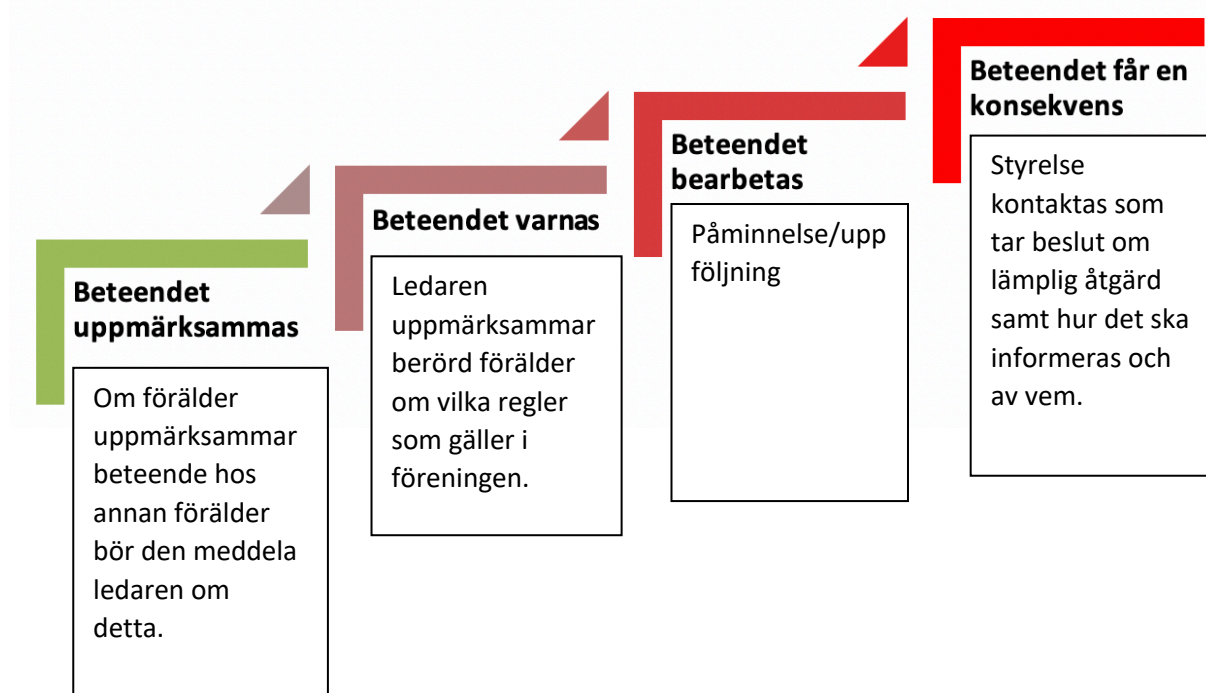 Beteendet
uppmärksammas
Om förälder
uppmärksammar
beteende hos
annan förälder
bör den meddela
ledaren om
detta.
Beteendet varnas
Ledaren
uppmärksammar
berörd förälder
om vilka regler
som gäller i
föreningen.
Beteendet
bearbetas
Påminnelse/upp
följning
Beteendet får en
konsekvens
Styrelse
kontaktas som
tar beslut om
lämplig åtgärd
samt hur det ska
informeras och
av vem.